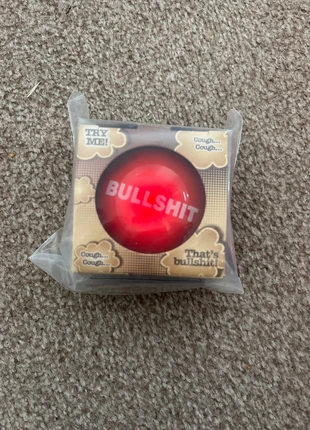 TRY
ME!
Cough...
Cough...
BULLSHIT
Cough...
Cough...
That's
bullshit!